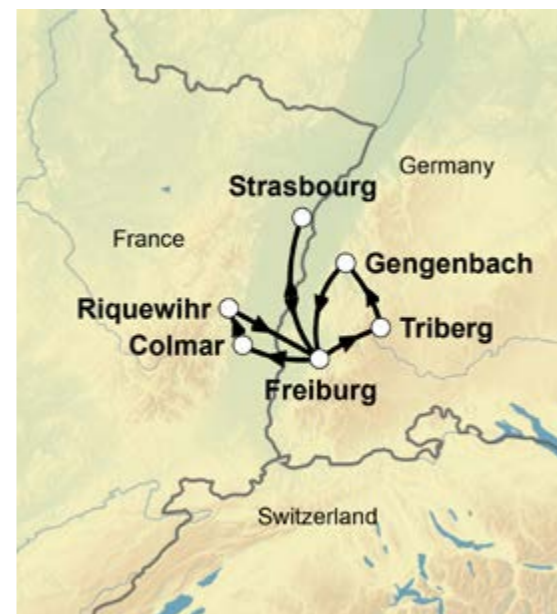 Germany
Strasbourg
France
Gengenbach
Riquewihr
Triberg
Colmar
Freiburg
Switzerland